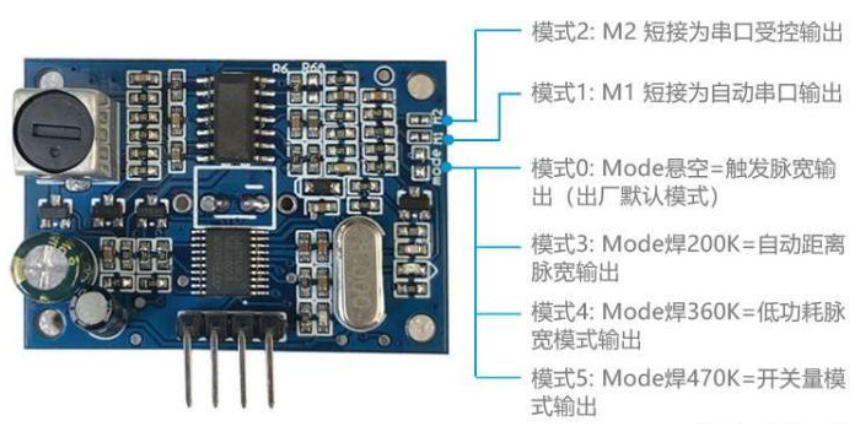 模式2: M2 短接为串口受控输出
R6 R6A
模式1: M1 短接为自动串口输出
M2
M1
mode
模式0: Mode悬空=触发脉宽输
出（出厂默认模式）
模式3: Mode焊200K=自动距离
脉宽输出
模式4: Mode焊360K=低功耗脉
宽模式输出
模式5: Mode焊470K=开关量模
式输出